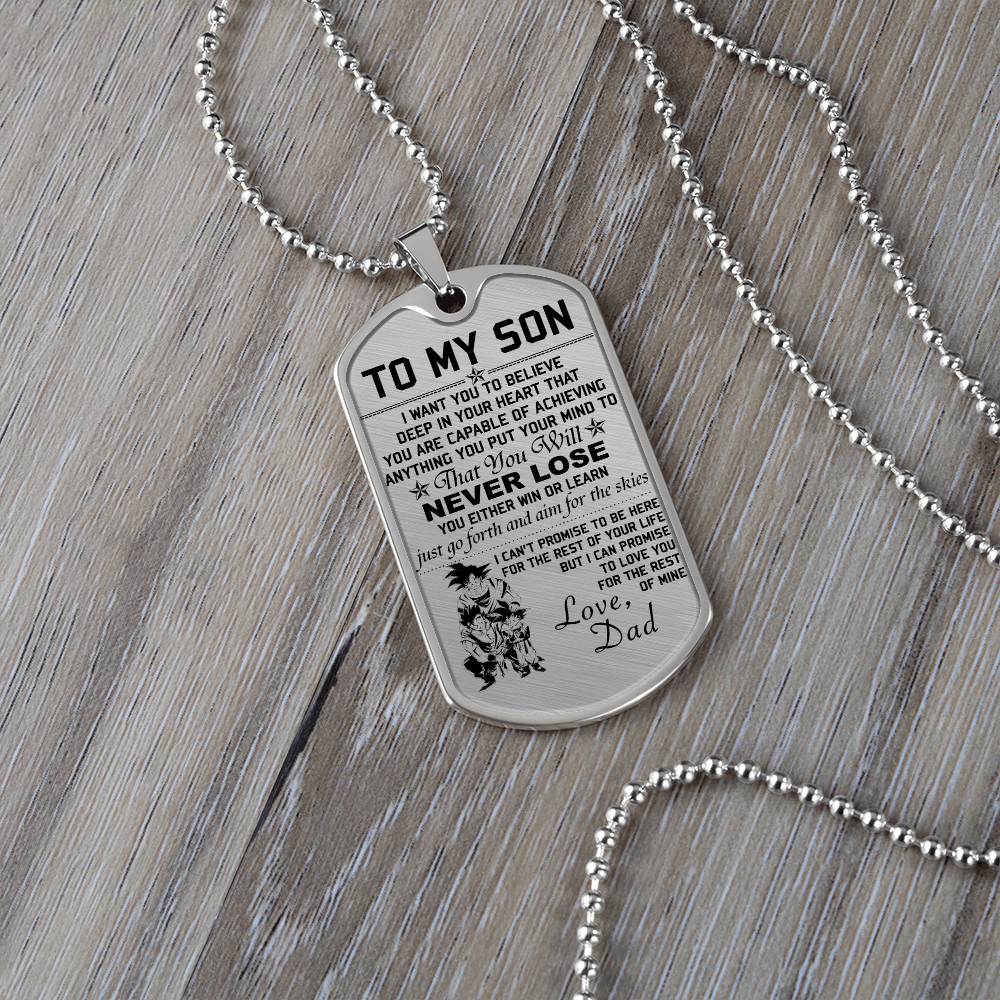 TO MY SON
I WANT YOU TO BELIEVE
DEEP IN YOUR HEART THAT
YOU ARE CAPABLE OF ACHIEVING
ANYTHING YOU PUT YOUR MIND TO
That You Will
NEVER LOSE
YOU EITHER WIN OR LEARN
just go forth and aim for the skies
I CAN'T PROMISE TO BE HERE
FOR THE REST OF YOUR LIFE
BUT I CAN PROMISE
TO LOVE YOU
FOR THE REST
OF MINE
Love,
Dad